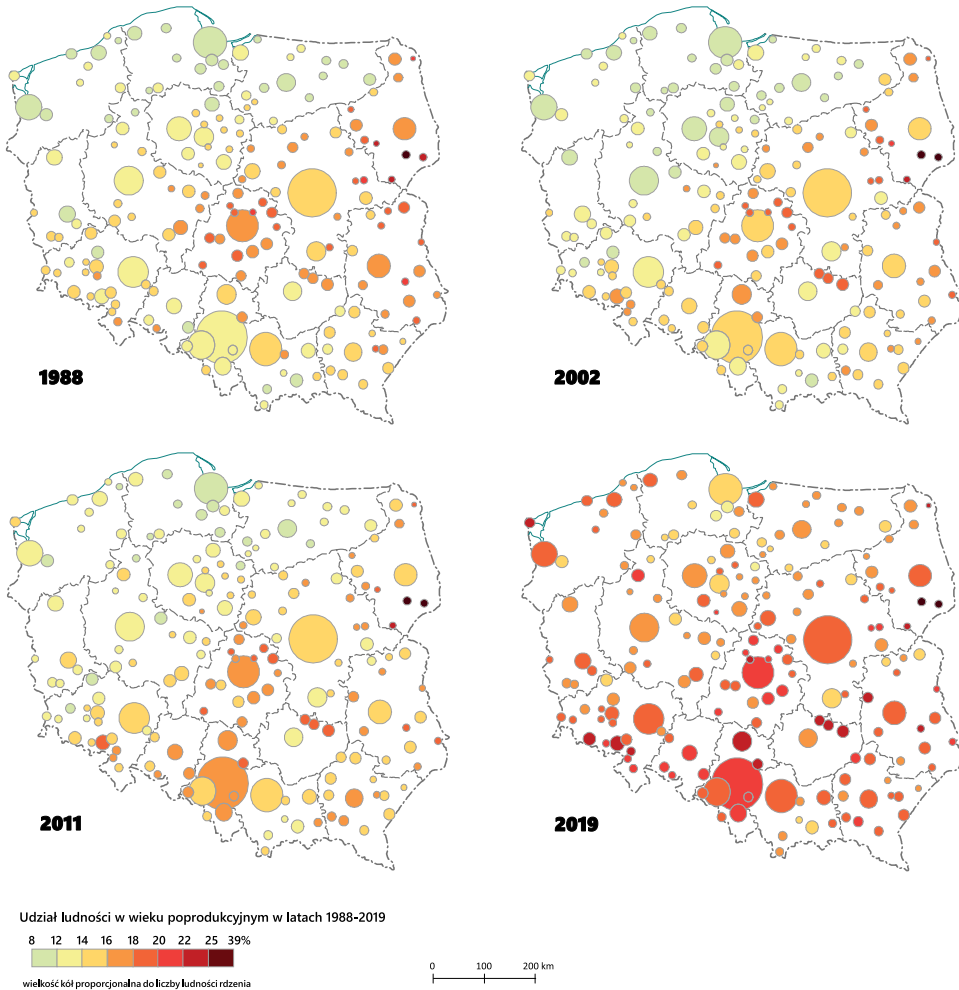 1988
2002
2011
2019
Udział ludności w wieku poprodukcyjnym w latach 1988-2019
8 12 14 16 18 20 22 25 39%
wielkość kół proporcjonalna do liczby ludności rdzenia
0 100 200 km